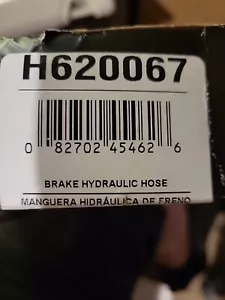 H620067
0 82702 45462 6
BRAKE HYDRAULIC HOSE
MANGUERA HIDRÁULICA DE FRENO